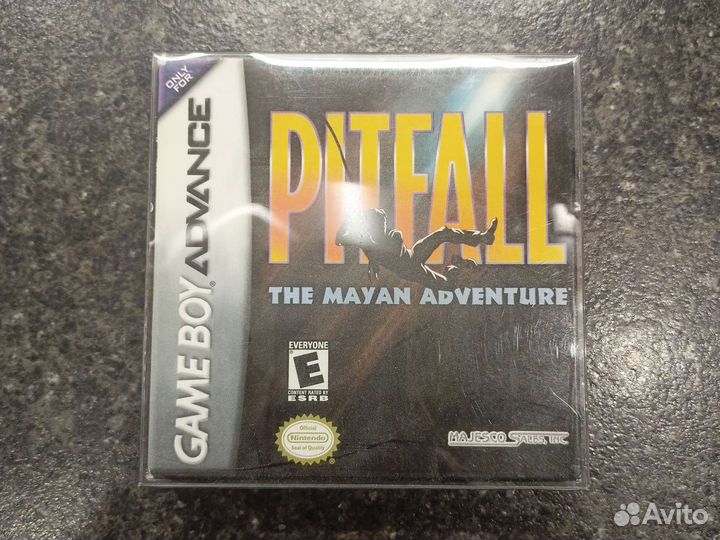 ONLY
FOR
GAME BOY ADVANCE
PITFALL
THE MAYAN ADVENTURE
EVERYONE
E
CONTENT RATED BY
ESRB
Official
Nintendo
Seal of Quality
MAJESCO SALES, INC
Avito